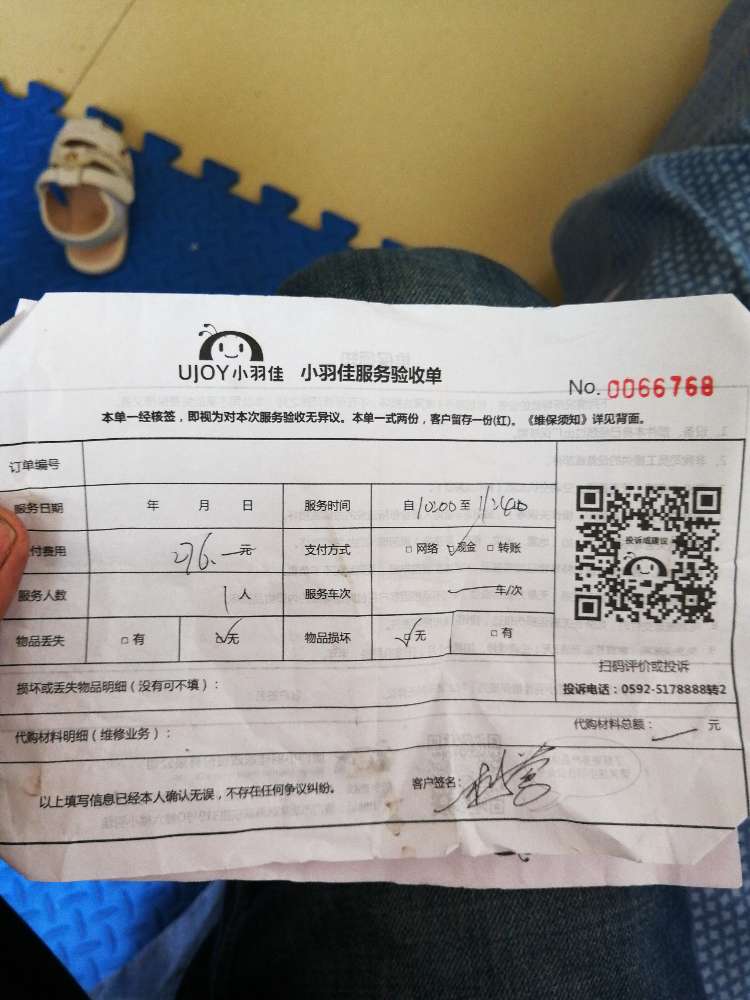 UJOY小羽佳 小羽佳服务验收单
No. 0066768
本单一经核签，即视为对本次服务验收无异议。本单一式两份，客户留存一份(红)。《维保须知》详见背面。
订单编号
服务日期 年 月 日 服务时间 自10:00至
付费用 276.一元 支付方式 □网络 □现金 □转账
投诉或建议
服务人数 1人 服务车次 车/次
物品丢失 □有 □无 物品损坏 □无 □有
扫码评价或投诉
损坏或丢失物品明细（没有可不填）：
投诉电话：0592-5178888转2
代购材料明细（维修业务）：
代购材料总额： 元
以上填写信息已经本人确认无误，不存在任何争议纠纷。
客户签名：